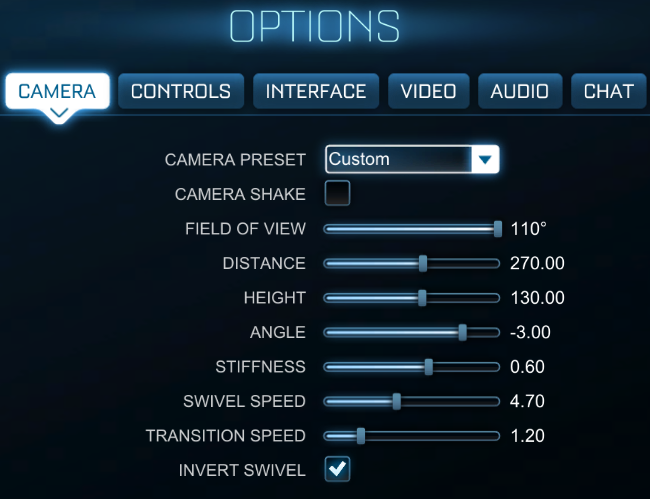 OPTIONS
CAMERA CONTROLS INTERFACE VIDEO AUDIO CHAT
CAMERA PRESET Custom
CAMERA SHAKE
FIELD OF VIEW 110°
DISTANCE 270.00
HEIGHT 130.00
ANGLE -3.00
STIFFNESS 0.60
SWIVEL SPEED 4.70
TRANSITION SPEED 1.20
INVERT SWIVEL